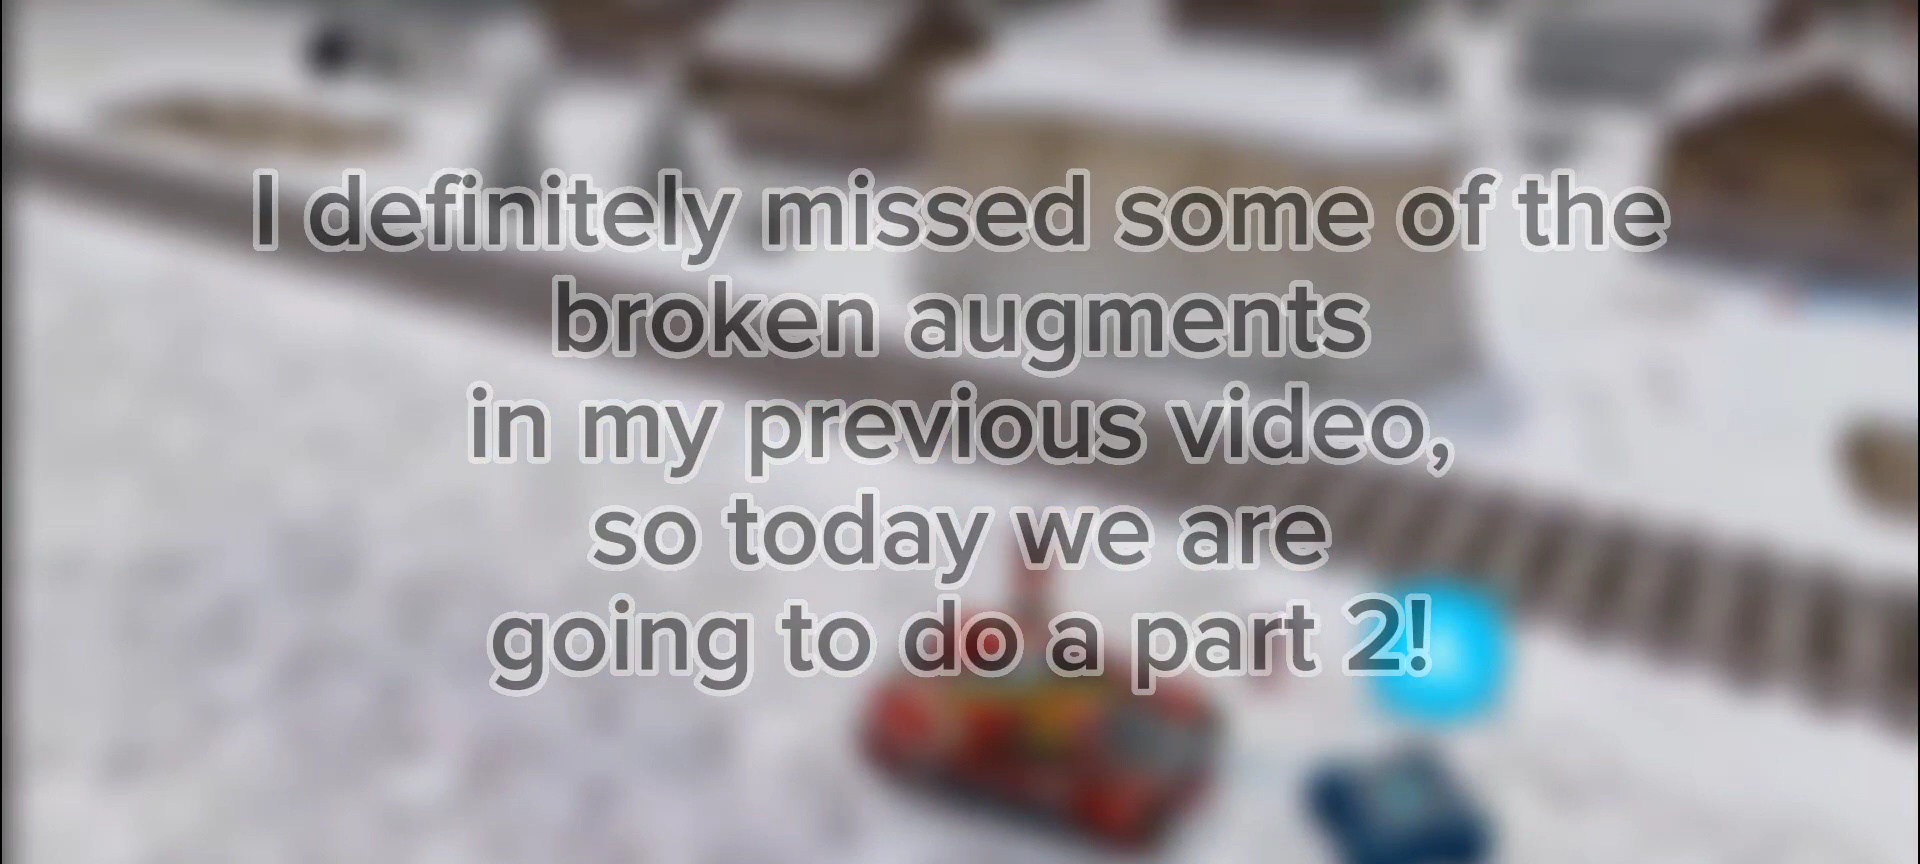 I definitely missed some of the
broken augments
in my previous video,
so today we are
going to do a part 2!